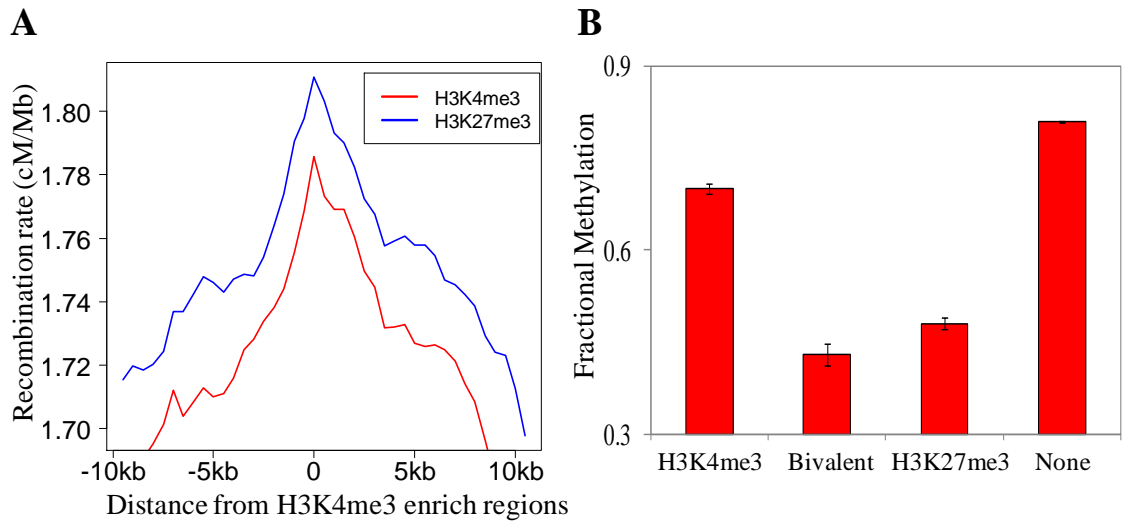 A
Recombination rate (cM/Mb)
1.80
1.78
1.76
1.74
1.72
1.70
H3K4me3
H3K27me3
-10kb
-5kb
0
5kb
10kb
Distance from H3K4me3 enrich regions
B
Fractional Methylation
0.9
0.6
0.3
H3K4me3
Bivalent
H3K27me3
None